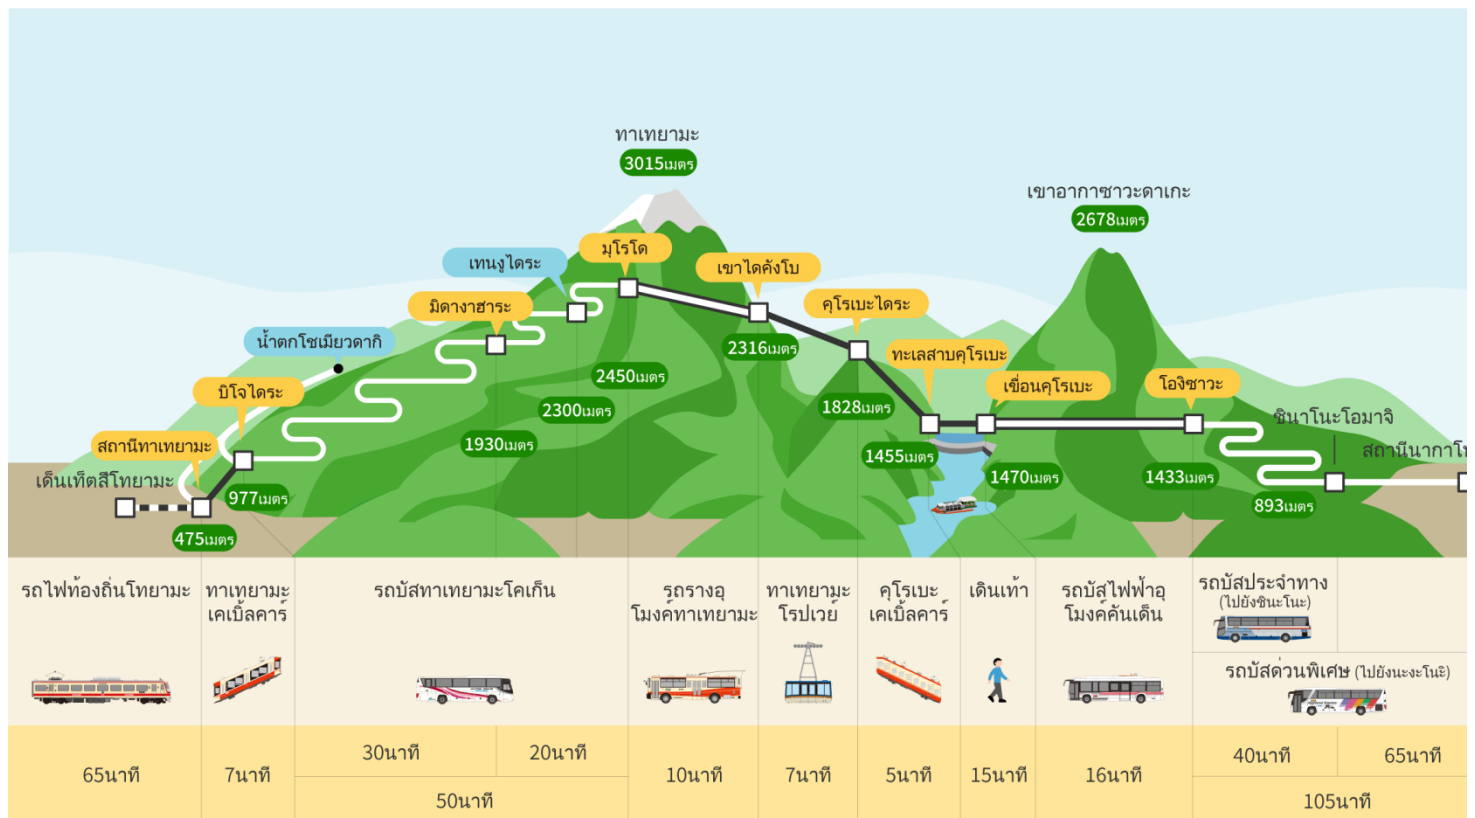 ทาเทยามะ
3015เมตร
เขาอากาซาวะดาเกะ
2678เมตร
มุโรโด
เทนงูไดระ
เขาไดคังโบ
มิดางาฮาระ
คุโรเบะไดระ
น้ำตกโชเมียวดากิ
ทะเลสาบคุโรเบะ
บิโจไดระ
เขื่อนคุโรเบะ
โองิซาวะ
สถานีทาเทยามะ
ชินาโนะโอมาจิ
เด็นเท็ตสึโทยามะ
สถานีนากาโน
2316เมตร
2450เมตร
2300เมตร
1828เมตร
1930เมตร
1455เมตร
1470เมตร
1433เมตร
977เมตร
893เมตร
475เมตร
รถไฟท้องถิ่นโทยามะ
ทาเทยามะ
เคเบิ้ลคาร์
รถบัสทาเทยามะโคเก็น
รถรางอุ
โมงค์ทาเทยามะ
ทาเทยามะ
โรปเวย์
คุโรเบะ
เคเบิ้ลคาร์
เดินเท้า
รถบัสไฟฟ้าอุ
โมงค์คันเด็น
รถบัสประจำทาง
(ไปยังชินะโนะ)
รถบัสด่วนพิเศษ (ไปยังนะงะโนะ)
65นาที
7นาที
30นาที
20นาที
50นาที
10นาที
7นาที
5นาที
15นาที
16นาที
40นาที
65นาที
105นาที